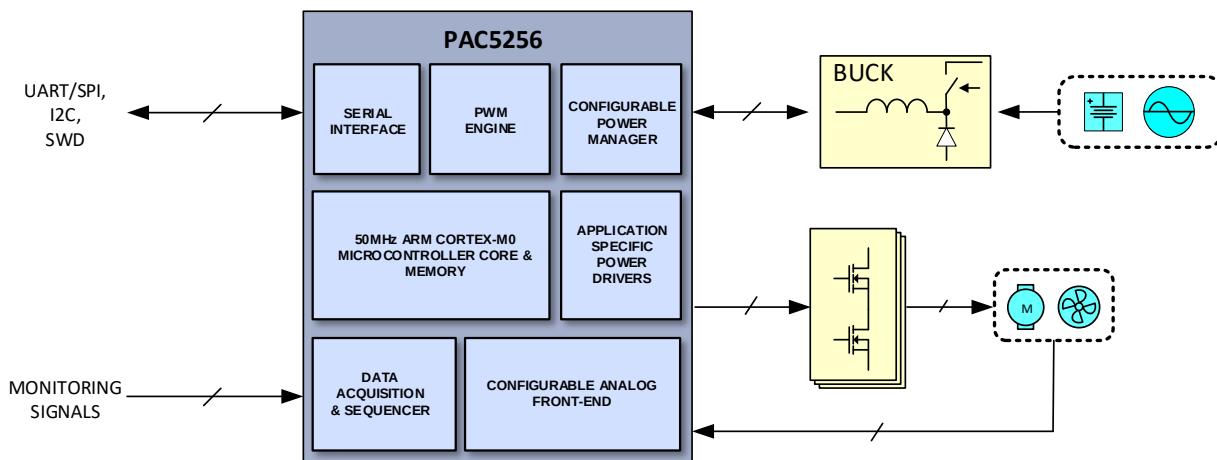 PAC5256
UART/SPI,
I2C,
SWD
SERIAL
INTERFACE
PWM
ENGINE
CONFIGURABLE
POWER
MANAGER
BUCK
+
50MHz ARM CORTEX-M0
MICROCONTROLLER CORE &
MEMORY
APPLICATION
SPECIFIC
POWER
DRIVERS
M
MONITORING
SIGNALS
DATA
ACQUISITION
& SEQUENCER
CONFIGURABLE ANALOG
FRONT-END